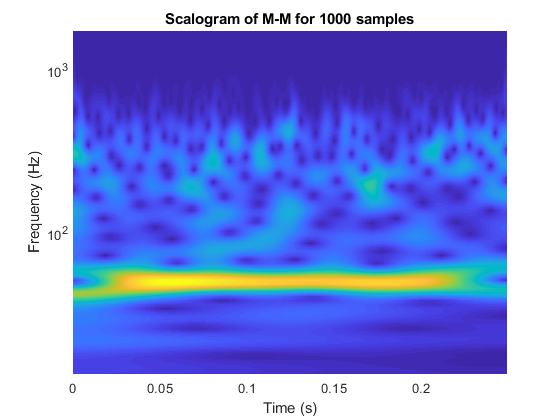 Scalogram of M-M for 1000 samples
10³
10²
Frequency (Hz)
0 0.05 0.1 0.15 0.2
Time (s)